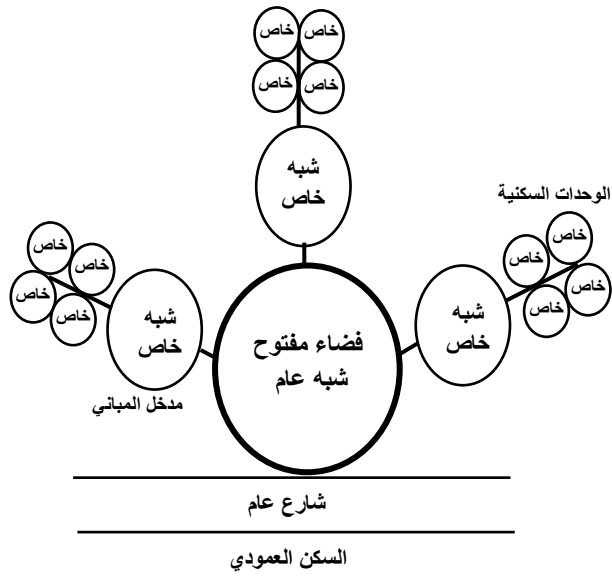 خاص
خاص
خاص
خاص
شبه
خاص
الوحدات السكنية
خاص
خاص
خاص
خاص
شبه
خاص
خاص
خاص
خاص
خاص
شبه
خاص
مدخل المباني
فضاء مفتوح
شبه عام
شارع عام
السكن العمودي